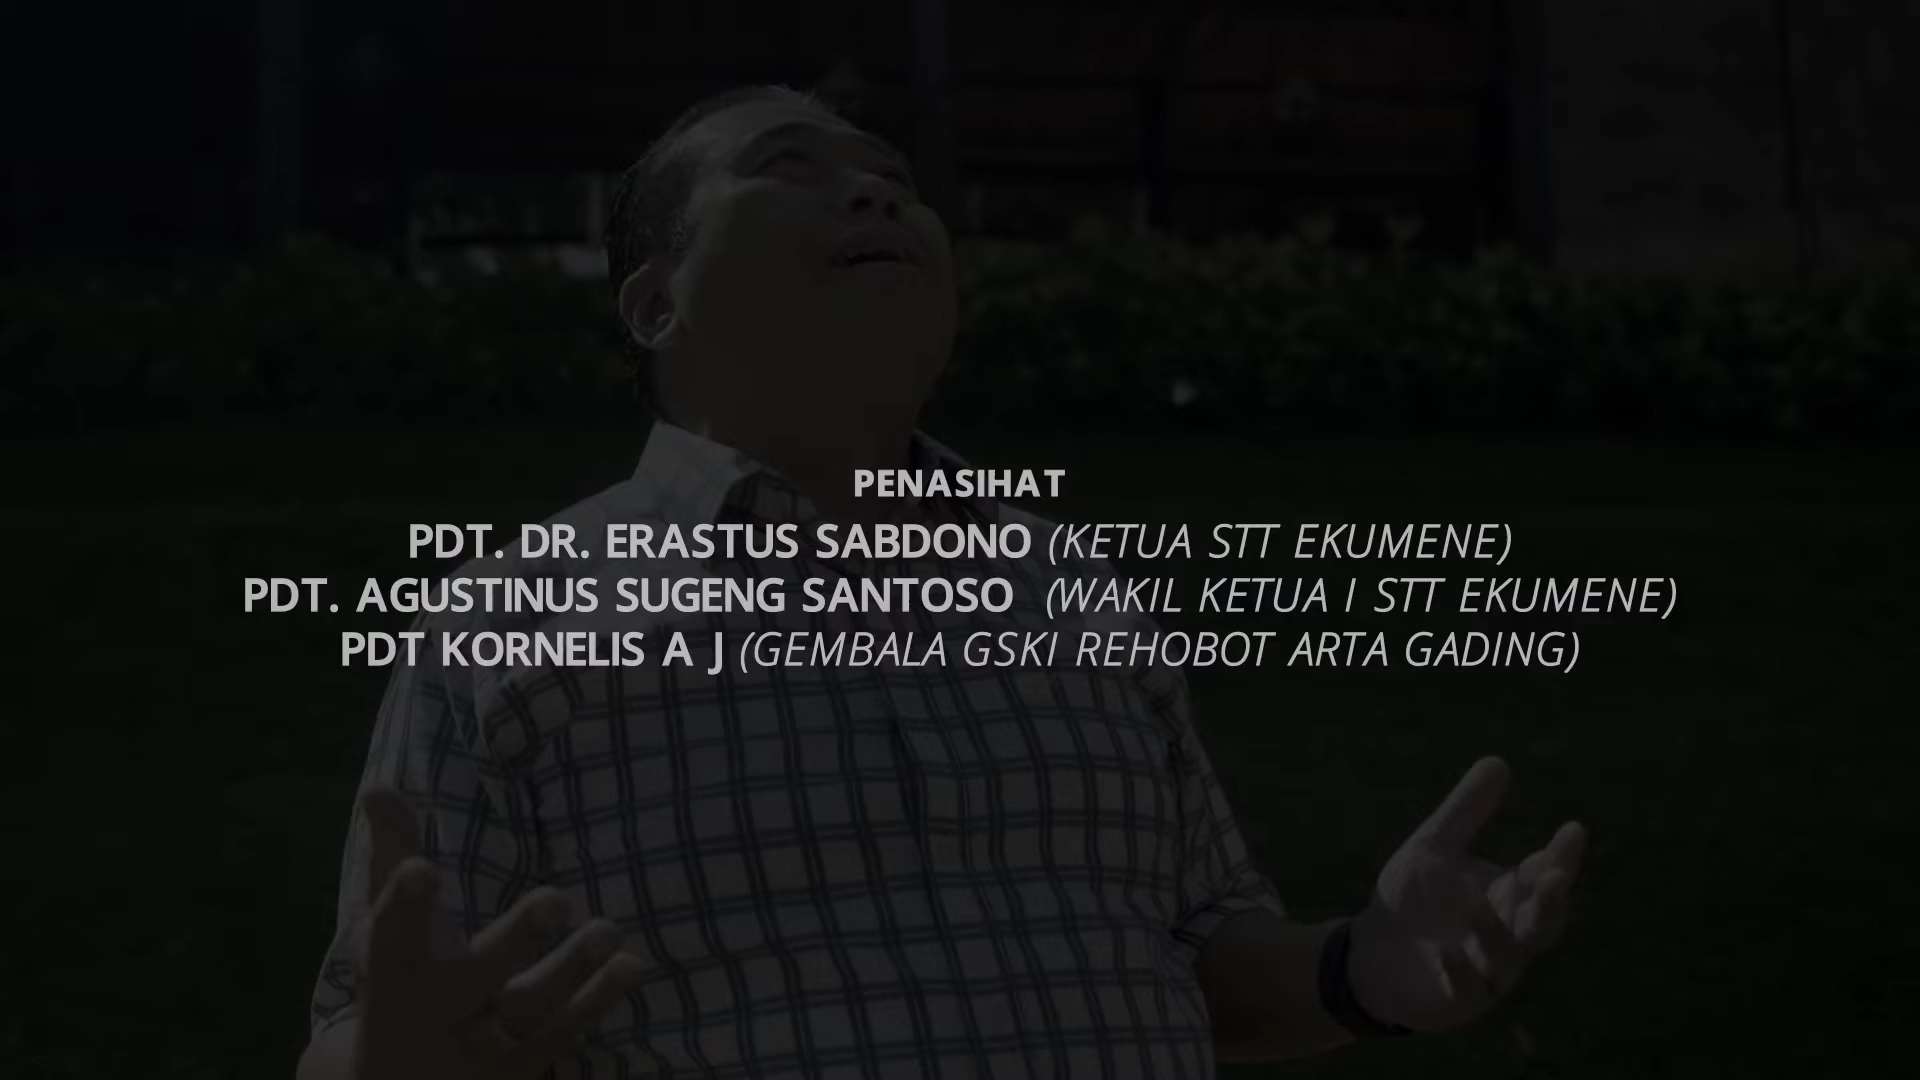 PENASIHAT
PDT. DR. ERASTUS SABDONO (KETUA STT EKUMENE)
PDT. AGUSTINUS SUGENG SANTOSO (WAKIL KETUA I STT EKUMENE)
PDT KORNELIS A J (GEMBALA GSKI REHOBOT ARTA GADING)